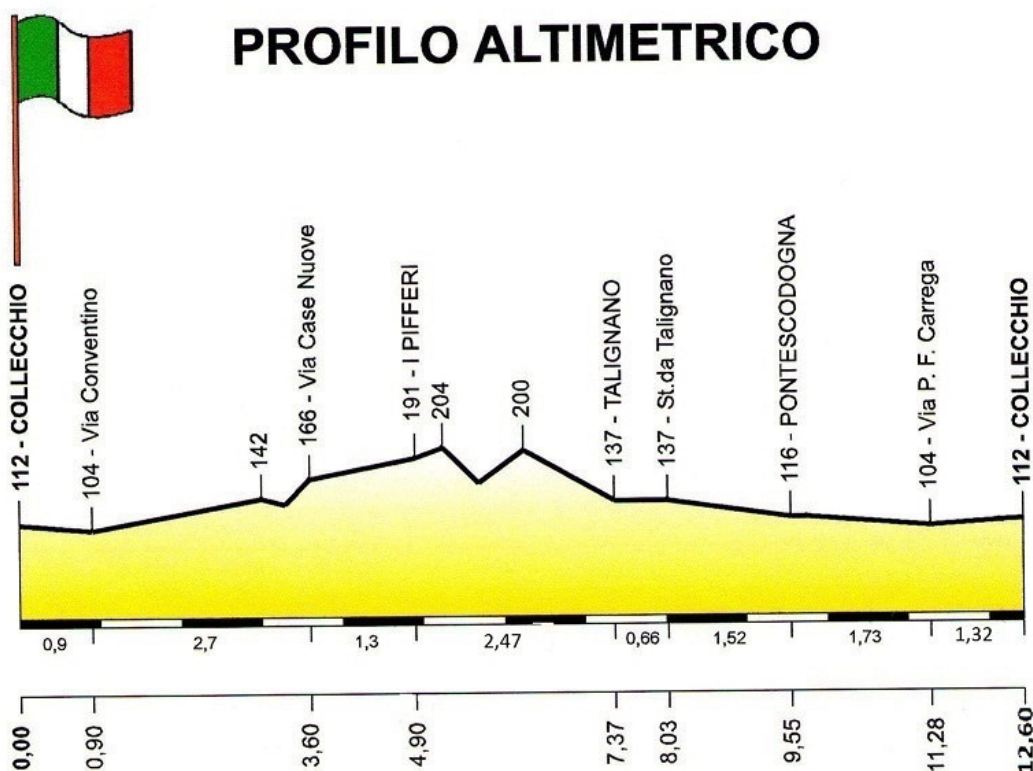 PROFILO ALTIMETRICO
112 - COLLECCHIO
104 - Via Conventino
142
166 - Via Case Nuove
191 - I PIFFERI
204
200
137 - TALIGNANO
137 - St.da Talignano
116 - PONTESCODOGNA
104 - Via P. F. Carrega
112 - COLLECCHIO
0,9 2,7 1,3 2,47 0,66 1,52 1,73 1,32
0,00 0,90 3,60 4,90 7,37 8,03 9,55 11,28 12.60